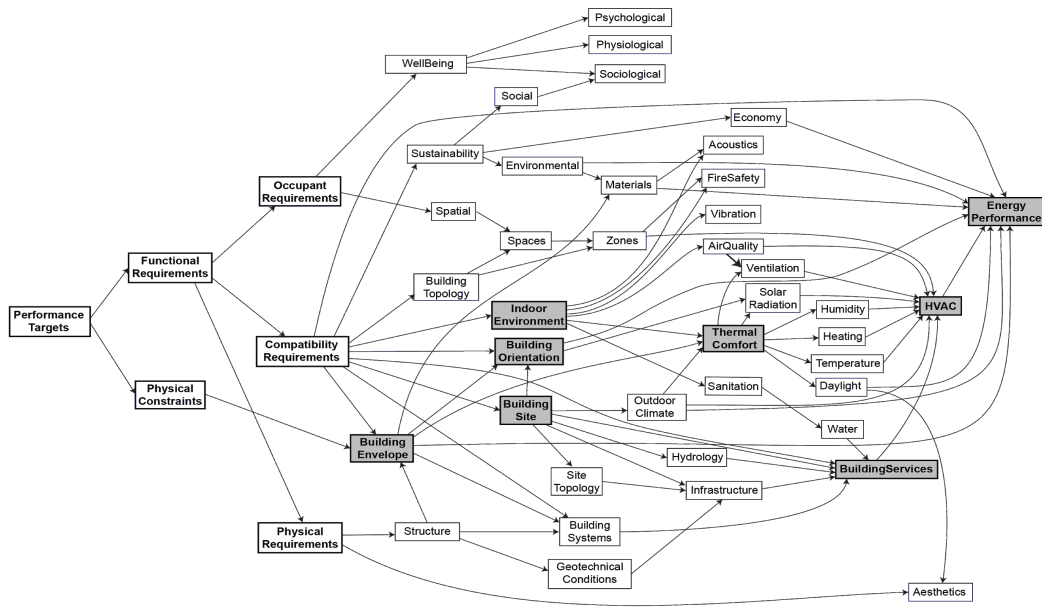 Psychological
Physiological
WellBeing
Sociological
Social
Economy
Acoustics
Sustainability
Environmental
FireSafety
Materials
Occupant
Requirements
Energy
Performance
Spatial
Vibration
Spaces
Zones
AirQuality
Functional
Requirements
Ventilation
Building
Topology
Solar
Radiation
Indoor
Environment
Humidity
HVAC
Performance
Targets
Thermal
Comfort
Heating
Compatibility
Requirements
Building
Orientation
Temperature
Physical
Constraints
Sanitation
Daylight
Building
Site
Outdoor
Climate
Water
Building
Envelope
Hydrology
BuildingServices
Site
Topology
Infrastructure
Physical
Requirements
Structure
Building
Systems
Geotechnical
Conditions
Aesthetics